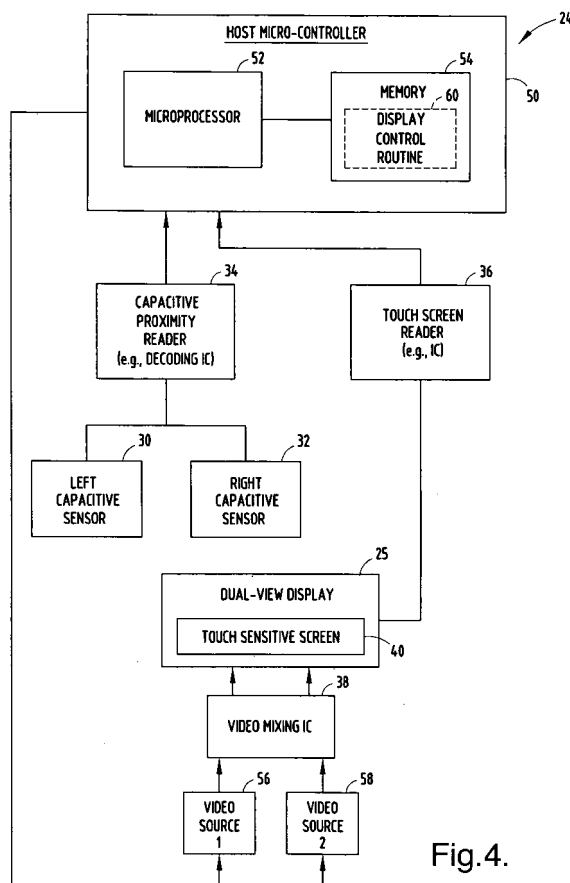 HOST MICRO-CONTROLLER
24
52
54
50
MICROPROCESSOR
MEMORY
60
DISPLAY
CONTROL
ROUTINE
34
36
CAPACITIVE
PROXIMITY
READER
(e.g., DECODING IC)
TOUCH SCREEN
READER
(e.g., IC)
30
32
LEFT
CAPACITIVE
SENSOR
RIGHT
CAPACITIVE
SENSOR
25
DUAL-VIEW DISPLAY
TOUCH SENSITIVE SCREEN
40
38
VIDEO MIXING IC
56
58
VIDEO
SOURCE
1
VIDEO
SOURCE
2
Fig.4.